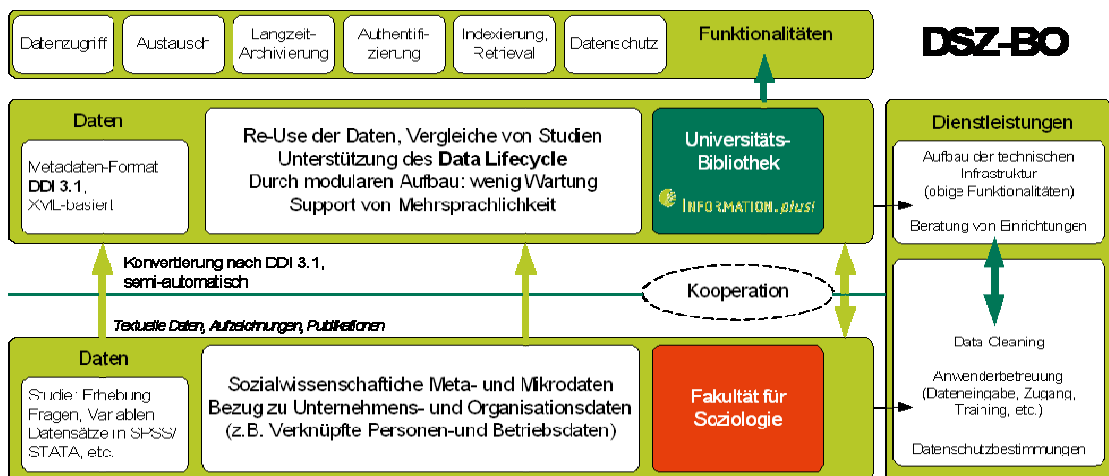 Datenzugriff
Austausch
Langzeit-
Archivierung
Authentifi-
zierung
Indexierung,
Retrieval
Datenschutz
Funktionalitäten
DSZ-BO
Daten
Metadaten-Format
DDI 3.1,
XML-basiert
Re-Use der Daten, Vergleiche von Studien
Unterstützung des Data Lifecycle
Durch modularen Aufbau: wenig Wartung
Support von Mehrsprachlichkeit
Universitäts-
Bibliothek
INFORMATION.plus!
Dienstleistungen
Aufbau der technischen
Infrastruktur
(obige Funktionalitäten)
Beratung von Einrichtungen
Konvertierung nach DDI 3.1,
semi-automatisch
Kooperation
Textuelle Daten, Aufzeichnungen, Publikationen
Daten
Studie: Erhebung
Fragen, Variablen
Datensätze in SPSS/
STATA, etc.
Sozialwissenschaftiche Meta- und Mikrodaten
Bezug zu Unternehmens- und Organisationsdaten
(z.B. Verknüpfte Personen-und Betriebsdaten)
Fakultät für
Soziologie
Data Cleaning
Anwenderbetreuung
(Dateneingabe, Zugang,
Training, etc.)
Datenschutzbestimmungen